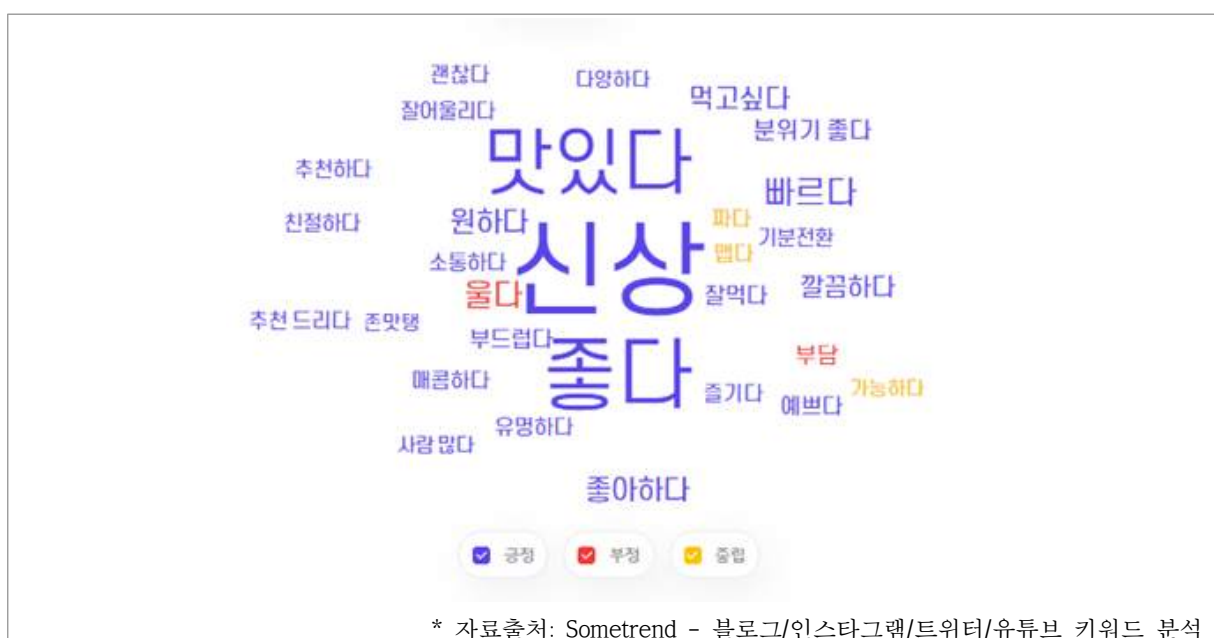 괜찮다 다양하다
먹고싶다
잘어울리다
분위기 좋다
맛있다
추천하다
빠르다
친절하다 원하다 파다
기분전환
신상
소통하다 맵다
울다 잘먹다 깔끔하다
추천 드리다 존맛탱
부드럽다
좋다
부담
매콤하다 즐기다 가능하다
예쁘다
유명하다
사람 많다
좋아하다
긍정 부정 중립
* 자료출처: Sometrend - 블로그/인스타그램/트위터/유튜브 키워드 분석